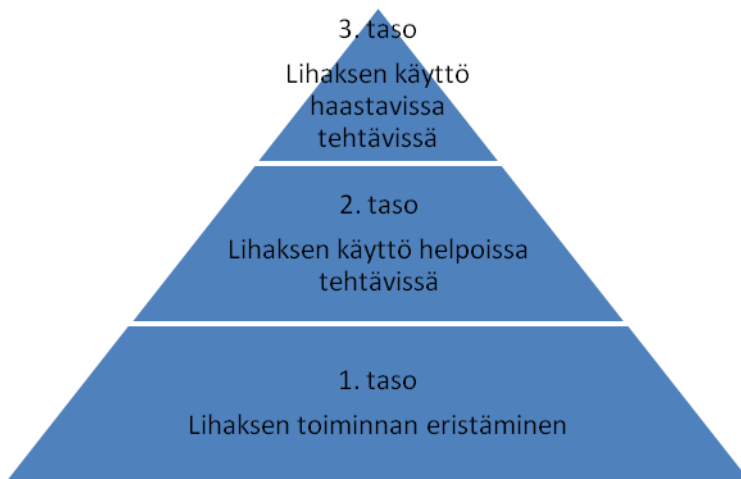 3. taso
Lihaksen käyttö
haastavissa
tehtävissä
2. taso
Lihaksen käyttö helpoissa
tehtävissä
1. taso
Lihaksen toiminnan eristäminen